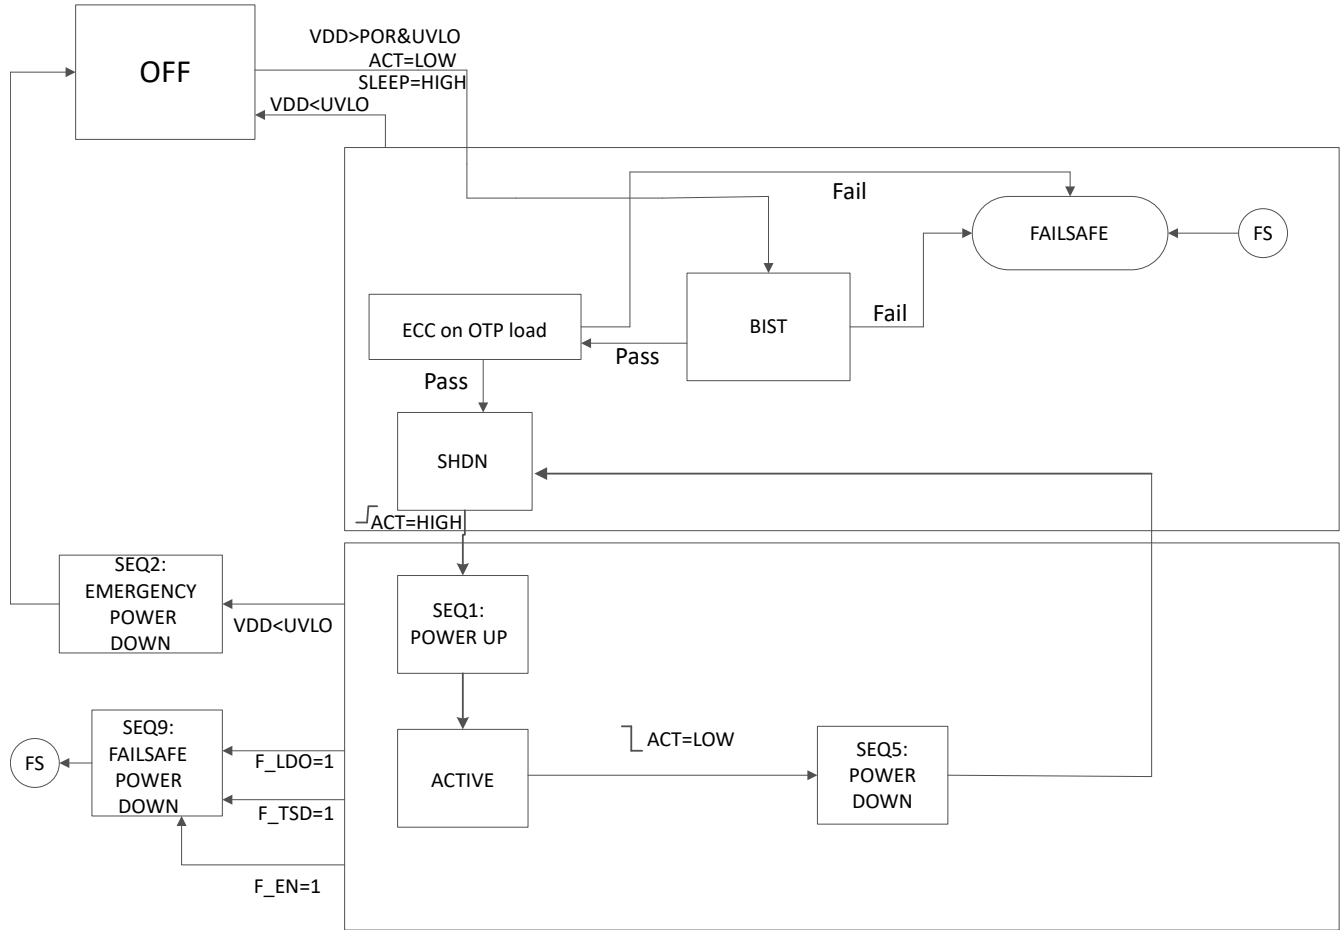 OFF
VDD>POR&UVLO
ACT=LOW
SLEEP=HIGH
VDD<UVLO
Fail
FAILSAFE
FS
BIST
Fail
ECC on OTP load
Pass
Pass
SHDN
ACT=HIGH
SEQ2:
EMERGENCY
POWER
DOWN
VDD<UVLO
SEQ1:
POWER UP
SEQ9:
FAILSAFE
POWER
DOWN
FS
F_LDO=1
F_TSD=1
F_EN=1
ACTIVE
ACT=LOW
SEQ5:
POWER
DOWN